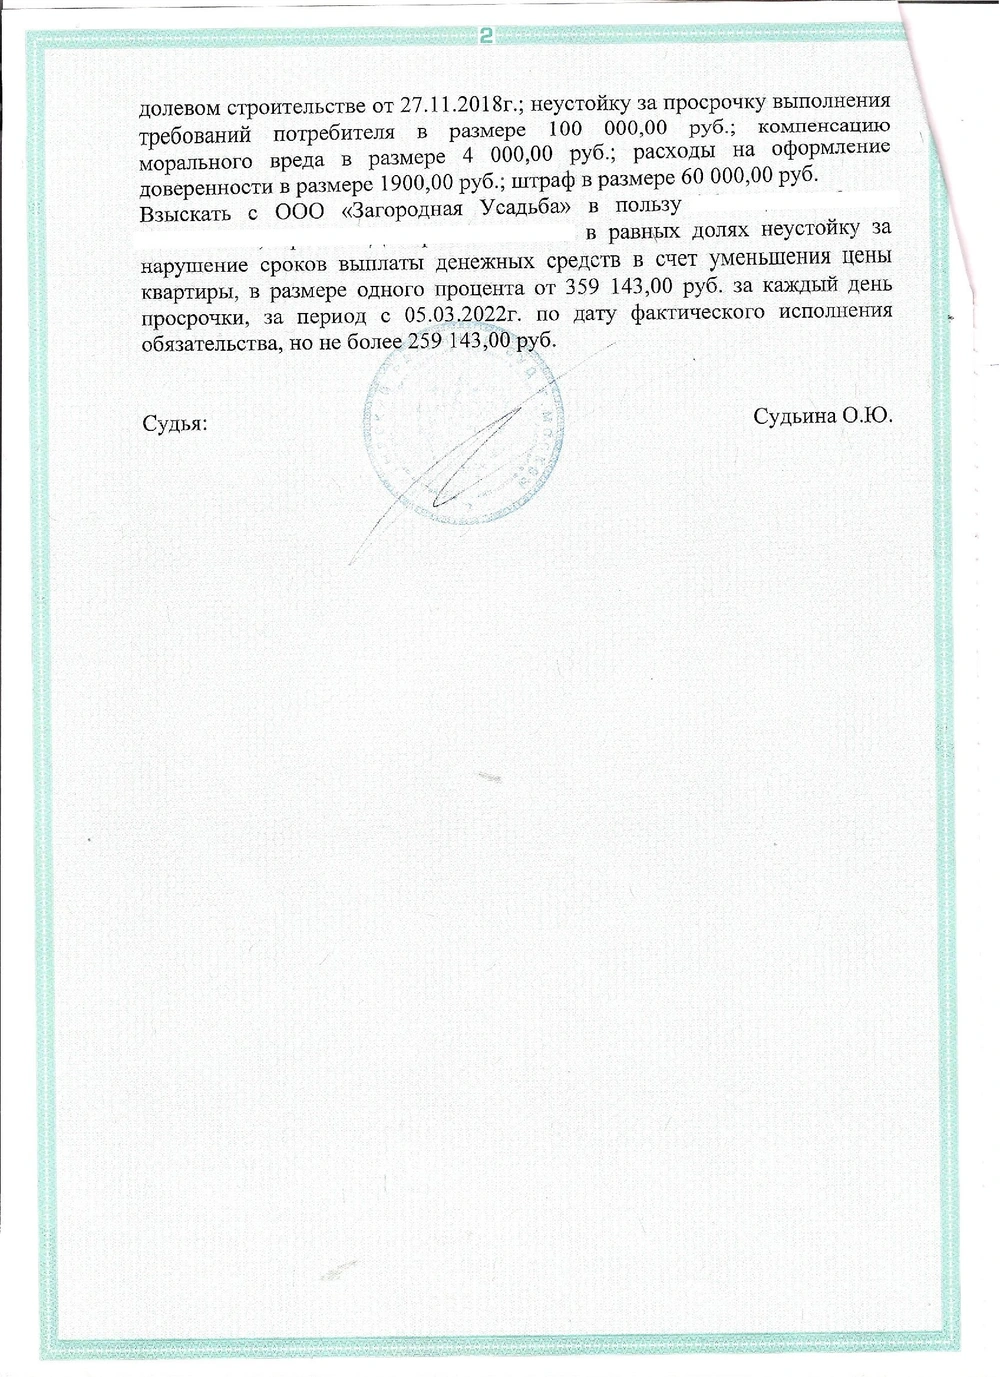 2
долевом строительстве от 27.11.2018г.; неустойку за просрочку выполнения
требований потребителя в размере 100 000,00 руб.; компенсацию
морального вреда в размере 4 000,00 руб.; расходы на оформление
доверенности в размере 1900,00 руб.; штраф в размере 60 000,00 руб.
Взыскать с ООО «Загородная Усадьба» в пользу
в равных долях неустойку за
нарушение сроков выплаты денежных средств в счет уменьшения цены
квартиры, в размере одного процента от 359 143,00 руб. за каждый день
просрочки, за период с 05.03.2022г. по дату фактического исполнения
обязательства, но не более 259 143,00 руб.
Судья:
Судьина О.Ю.